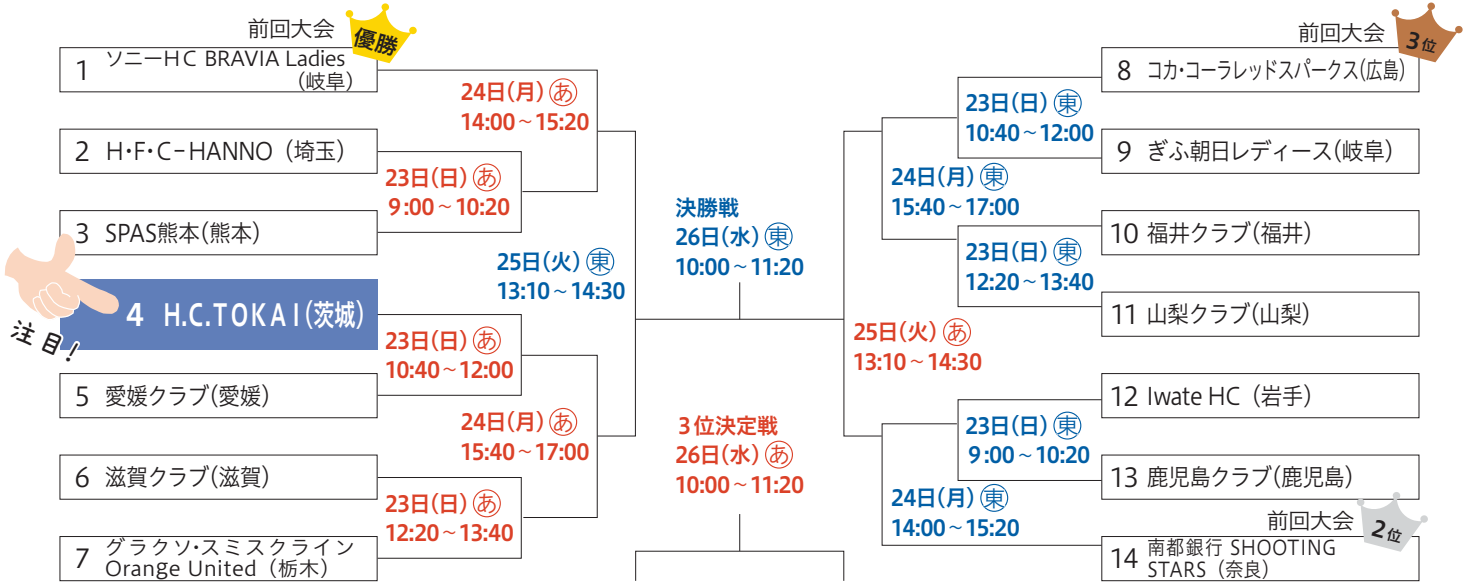 前回大会
優勝
1 ソニーHC BRAVIA Ladies
(岐阜)
24日(月) あ
14:00~15:20
2 H・F・C-HANNO (埼玉)
23日(日) あ
9:00~10:20
3 SPAS熊本(熊本)
25日(火) 東
13:10~14:30
4 H.C.TOKAI(茨城)
注目!
23日(日) あ
10:40~12:00
5 愛媛クラブ(愛媛)
24日(月) あ
15:40~17:00
6 滋賀クラブ(滋賀)
23日(日) あ
12:20~13:40
7 グラクソ・スミスクライン
Orange United (栃木)
決勝戦
26日(水) 東
10:00~11:20
3位決定戦
26日(水) あ
10:00~11:20
前回大会
3位
8 コカ・コーラレッドスパークス(広島)
23日(日) 東
10:40~12:00
9 ぎふ朝日レディース(岐阜)
24日(月) 東
15:40~17:00
10 福井クラブ(福井)
23日(日) 東
12:20~13:40
11 山梨クラブ(山梨)
25日(火) あ
13:10~14:30
12 Iwate HC (岩手)
23日(日) 東
9:00~10:20
13 鹿児島クラブ(鹿児島)
24日(月) 東
14:00~15:20
前回大会
2位
14 南都銀行 SHOOTING
STARS (奈良)